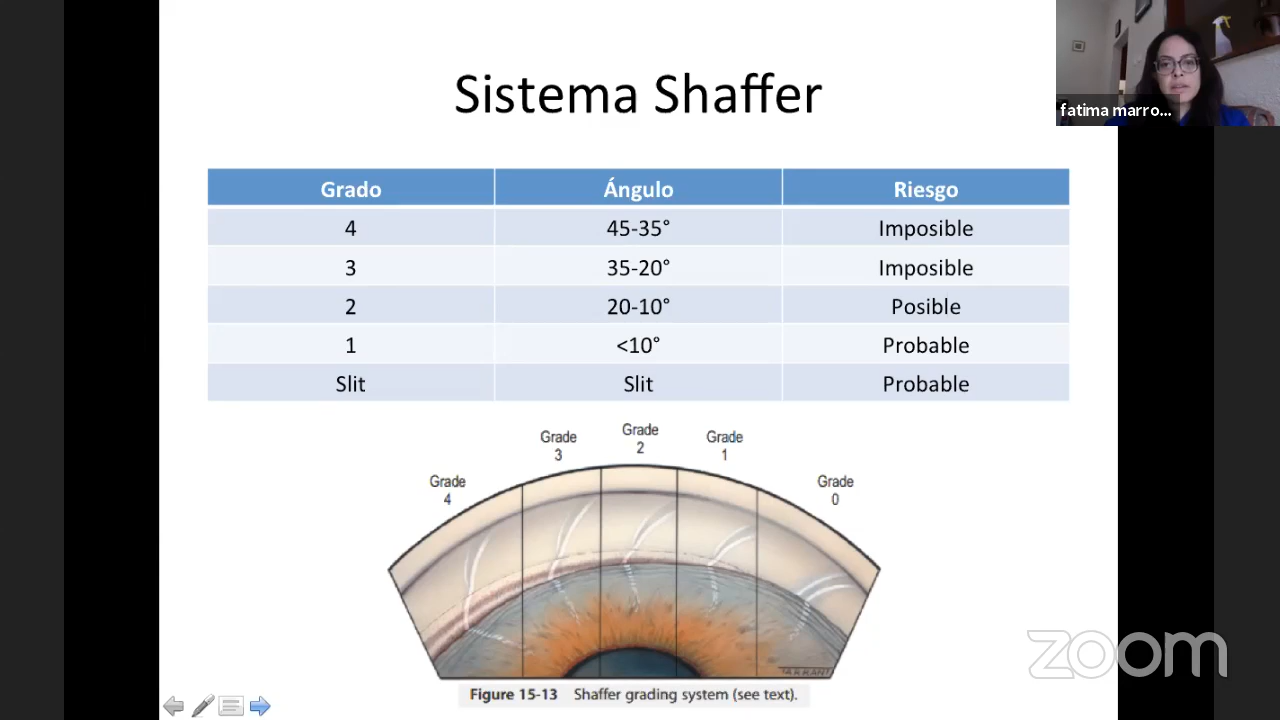 Sistema Shaffer
fatima marro...
Grado Ángulo Riesgo
4 45-35° Imposible
3 35-20° Imposible
2 20-10° Posible
1 <10° Probable
Slit Slit Probable
Grade
4
Grade
3
Grade
2
Grade
1
Grade
0
Figure 15-13 Shaffer grading system (see text).
zoom